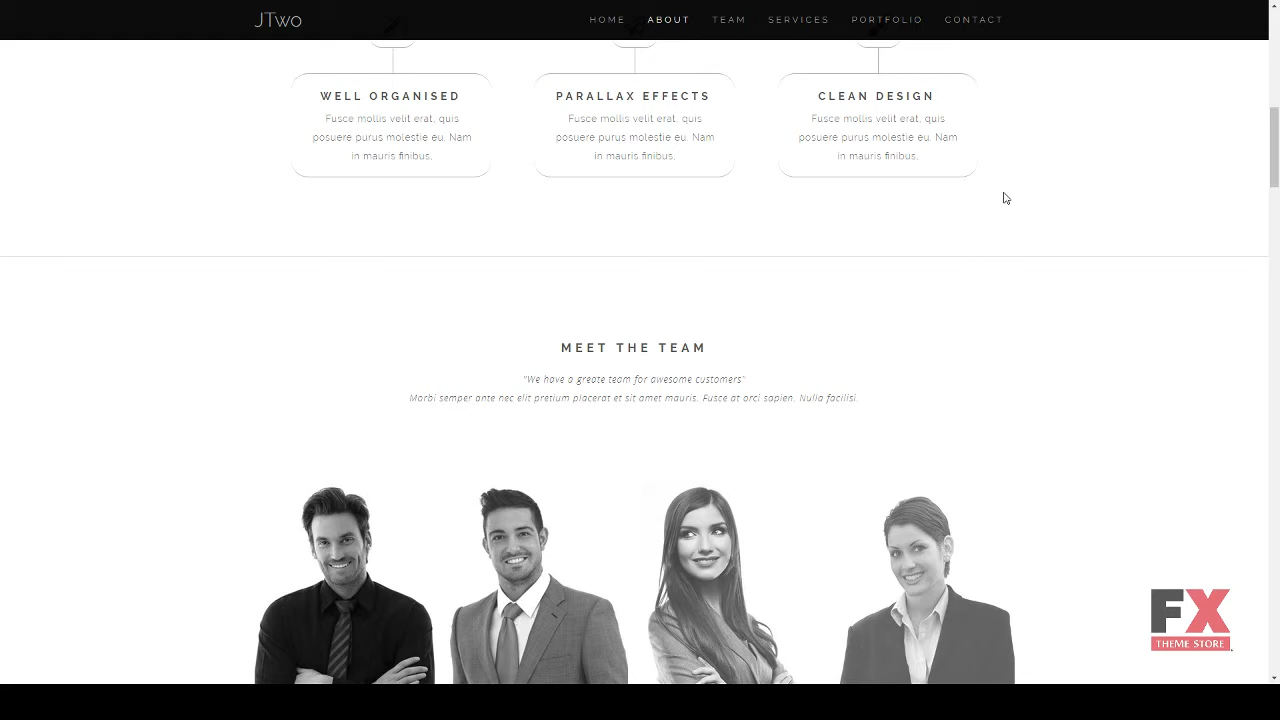 JTwo HOME ABOUT TEAM SERVICES PORTFOLIO CONTACT
WELL ORGANISED
Fusce mollis velit erat, quis
posuere purus molestie eu. Nam
in mauris finibus,
PARALLAX EFFECTS
Fusce mollis velit erat, quis
posuere purus molestie eu. Nam
in mauris finibus,
CLEAN DESIGN
Fusce mollis velit erat, quis
posuere purus molestie eu. Nam
in mauris finibus,
MEET THE TEAM
"We have a greate team for awesome customers"
Morbi semper ante nec elit pretium placerat et sit amet mauris. Fusce at orci sapien. Nulla facilisi.
FX
THEME STORE